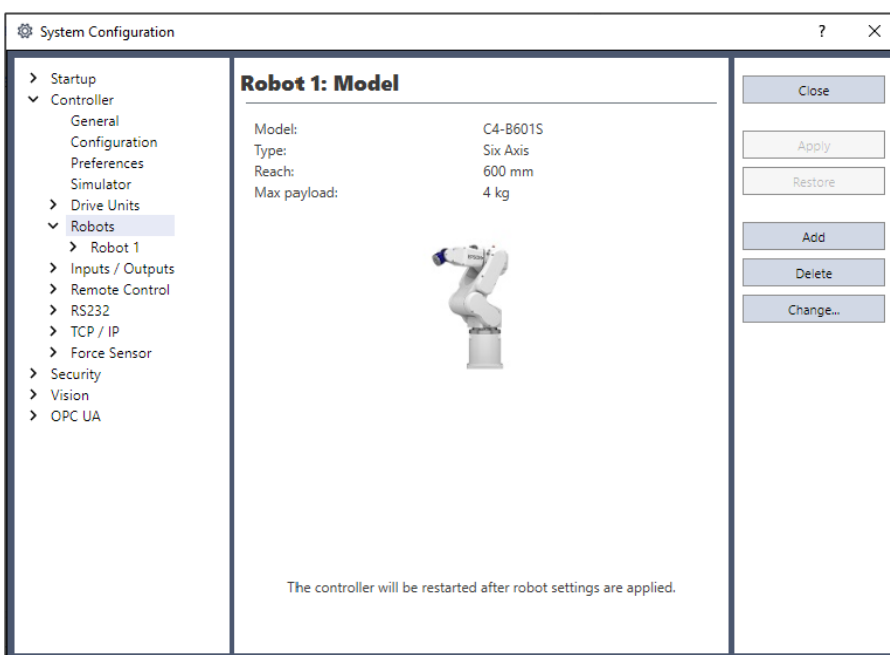 System Configuration
?
Startup
Controller
General
Configuration
Preferences
Simulator
Drive Units
Robots
Robot 1
Inputs / Outputs
Remote Control
RS232
TCP / IP
Force Sensor
Security
Vision
OPC UA
Robot 1: Model
Model: C4-B601S
Type: Six Axis
Reach: 600 mm
Max payload: 4 kg
EPSON
The controller will be restarted after robot settings are applied.
Close
Apply
Restore
Add
Delete
Change...